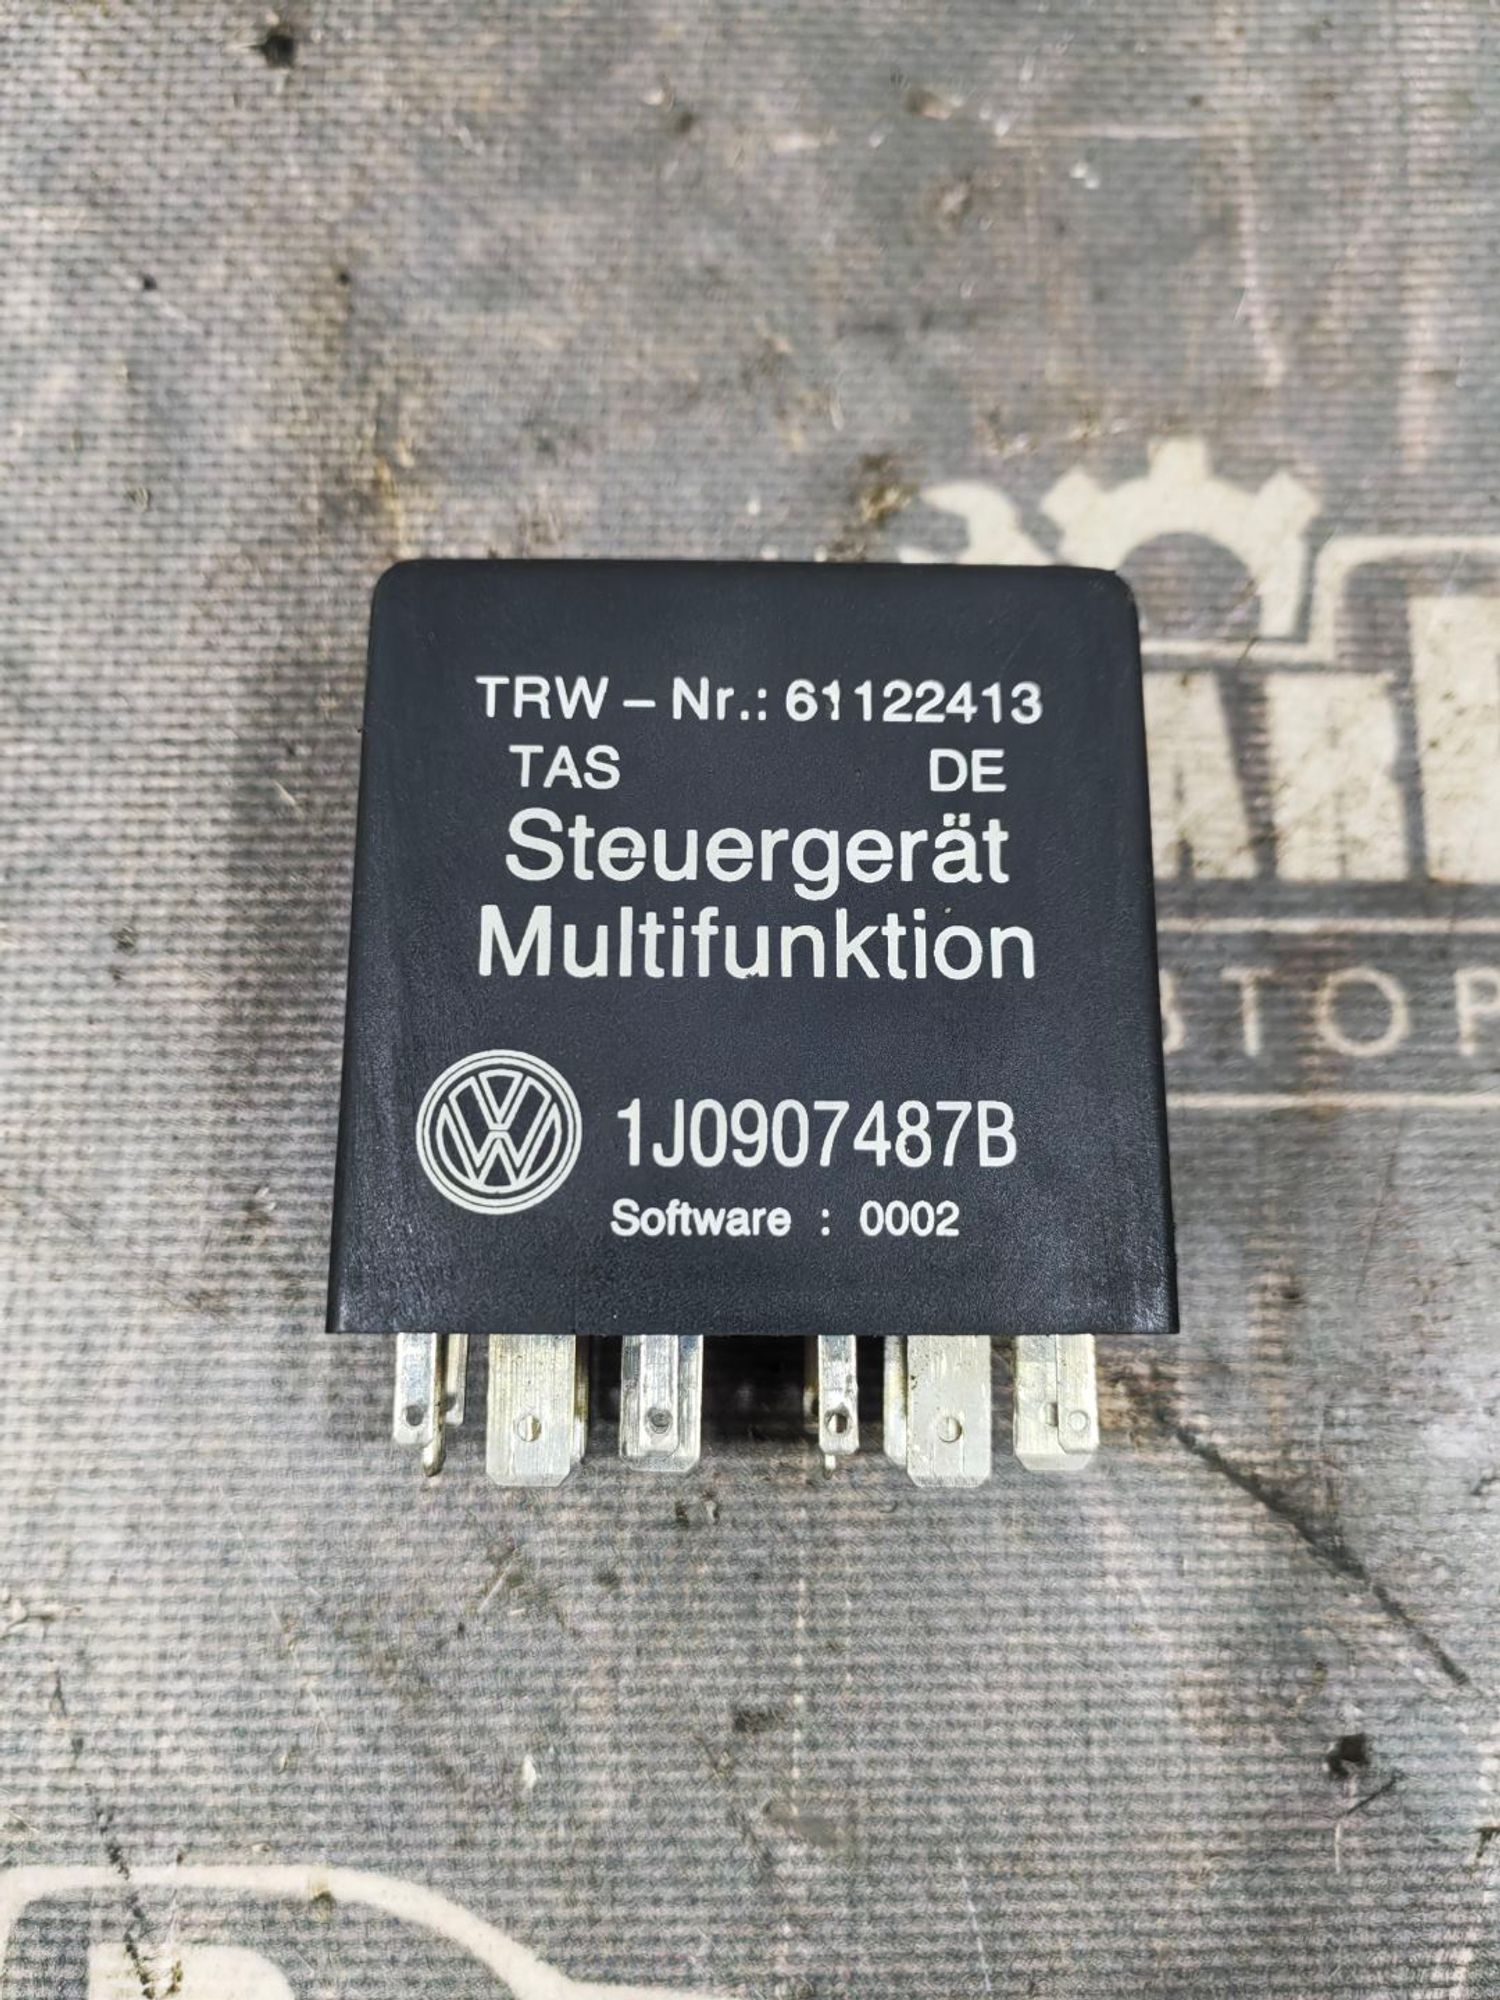 TRW – Nr.: 61122413
TAS DE
Steuergerät
Multifunktion
1J0907487B
Software : 0002